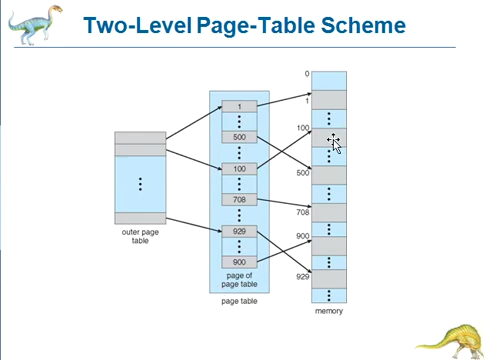 Two-Level Page-Table Scheme
0
1
1
500
100
100
500
708
708
929
900
900
929
outer page
table
page of
page table
page table
memory